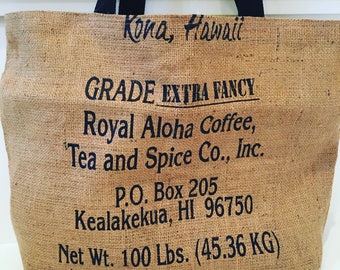 Kona, Hawaii
GRADE EXTRA FANCY
Royal Aloha Coffee,
Tea and Spice Co., Inc.
P.O. Box 205
Kealakekua, HI 96750
Net Wt. 100 Lbs. (45.36 KG)